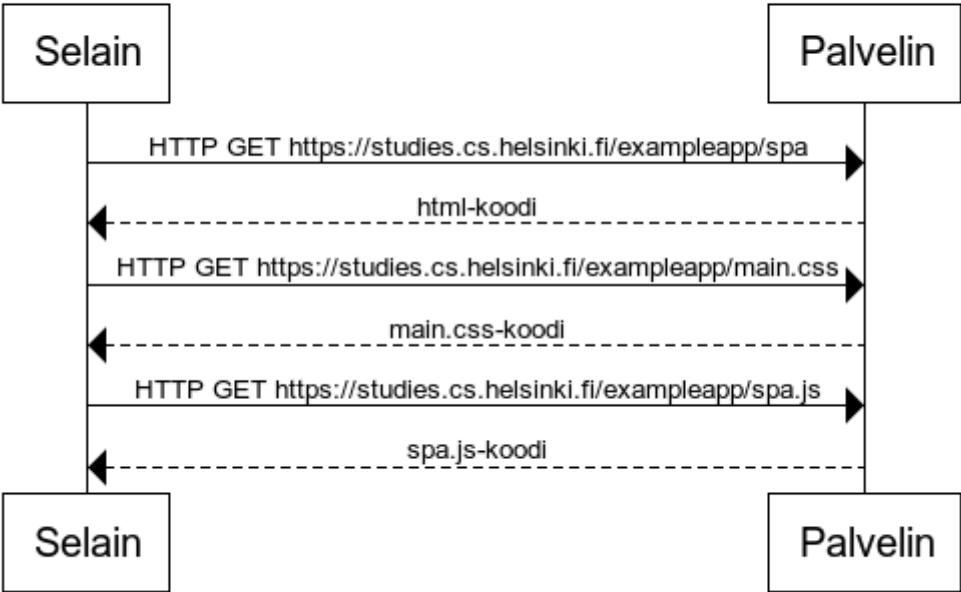 Selain
Palvelin
HTTP GET https://studies.cs.helsinki.fi/exampleapp/spa
html-koodi
HTTP GET https://studies.cs.helsinki.fi/exampleapp/main.css
main.css-koodi
HTTP GET https://studies.cs.helsinki.fi/exampleapp/spa.js
spa.js-koodi
Selain
Palvelin